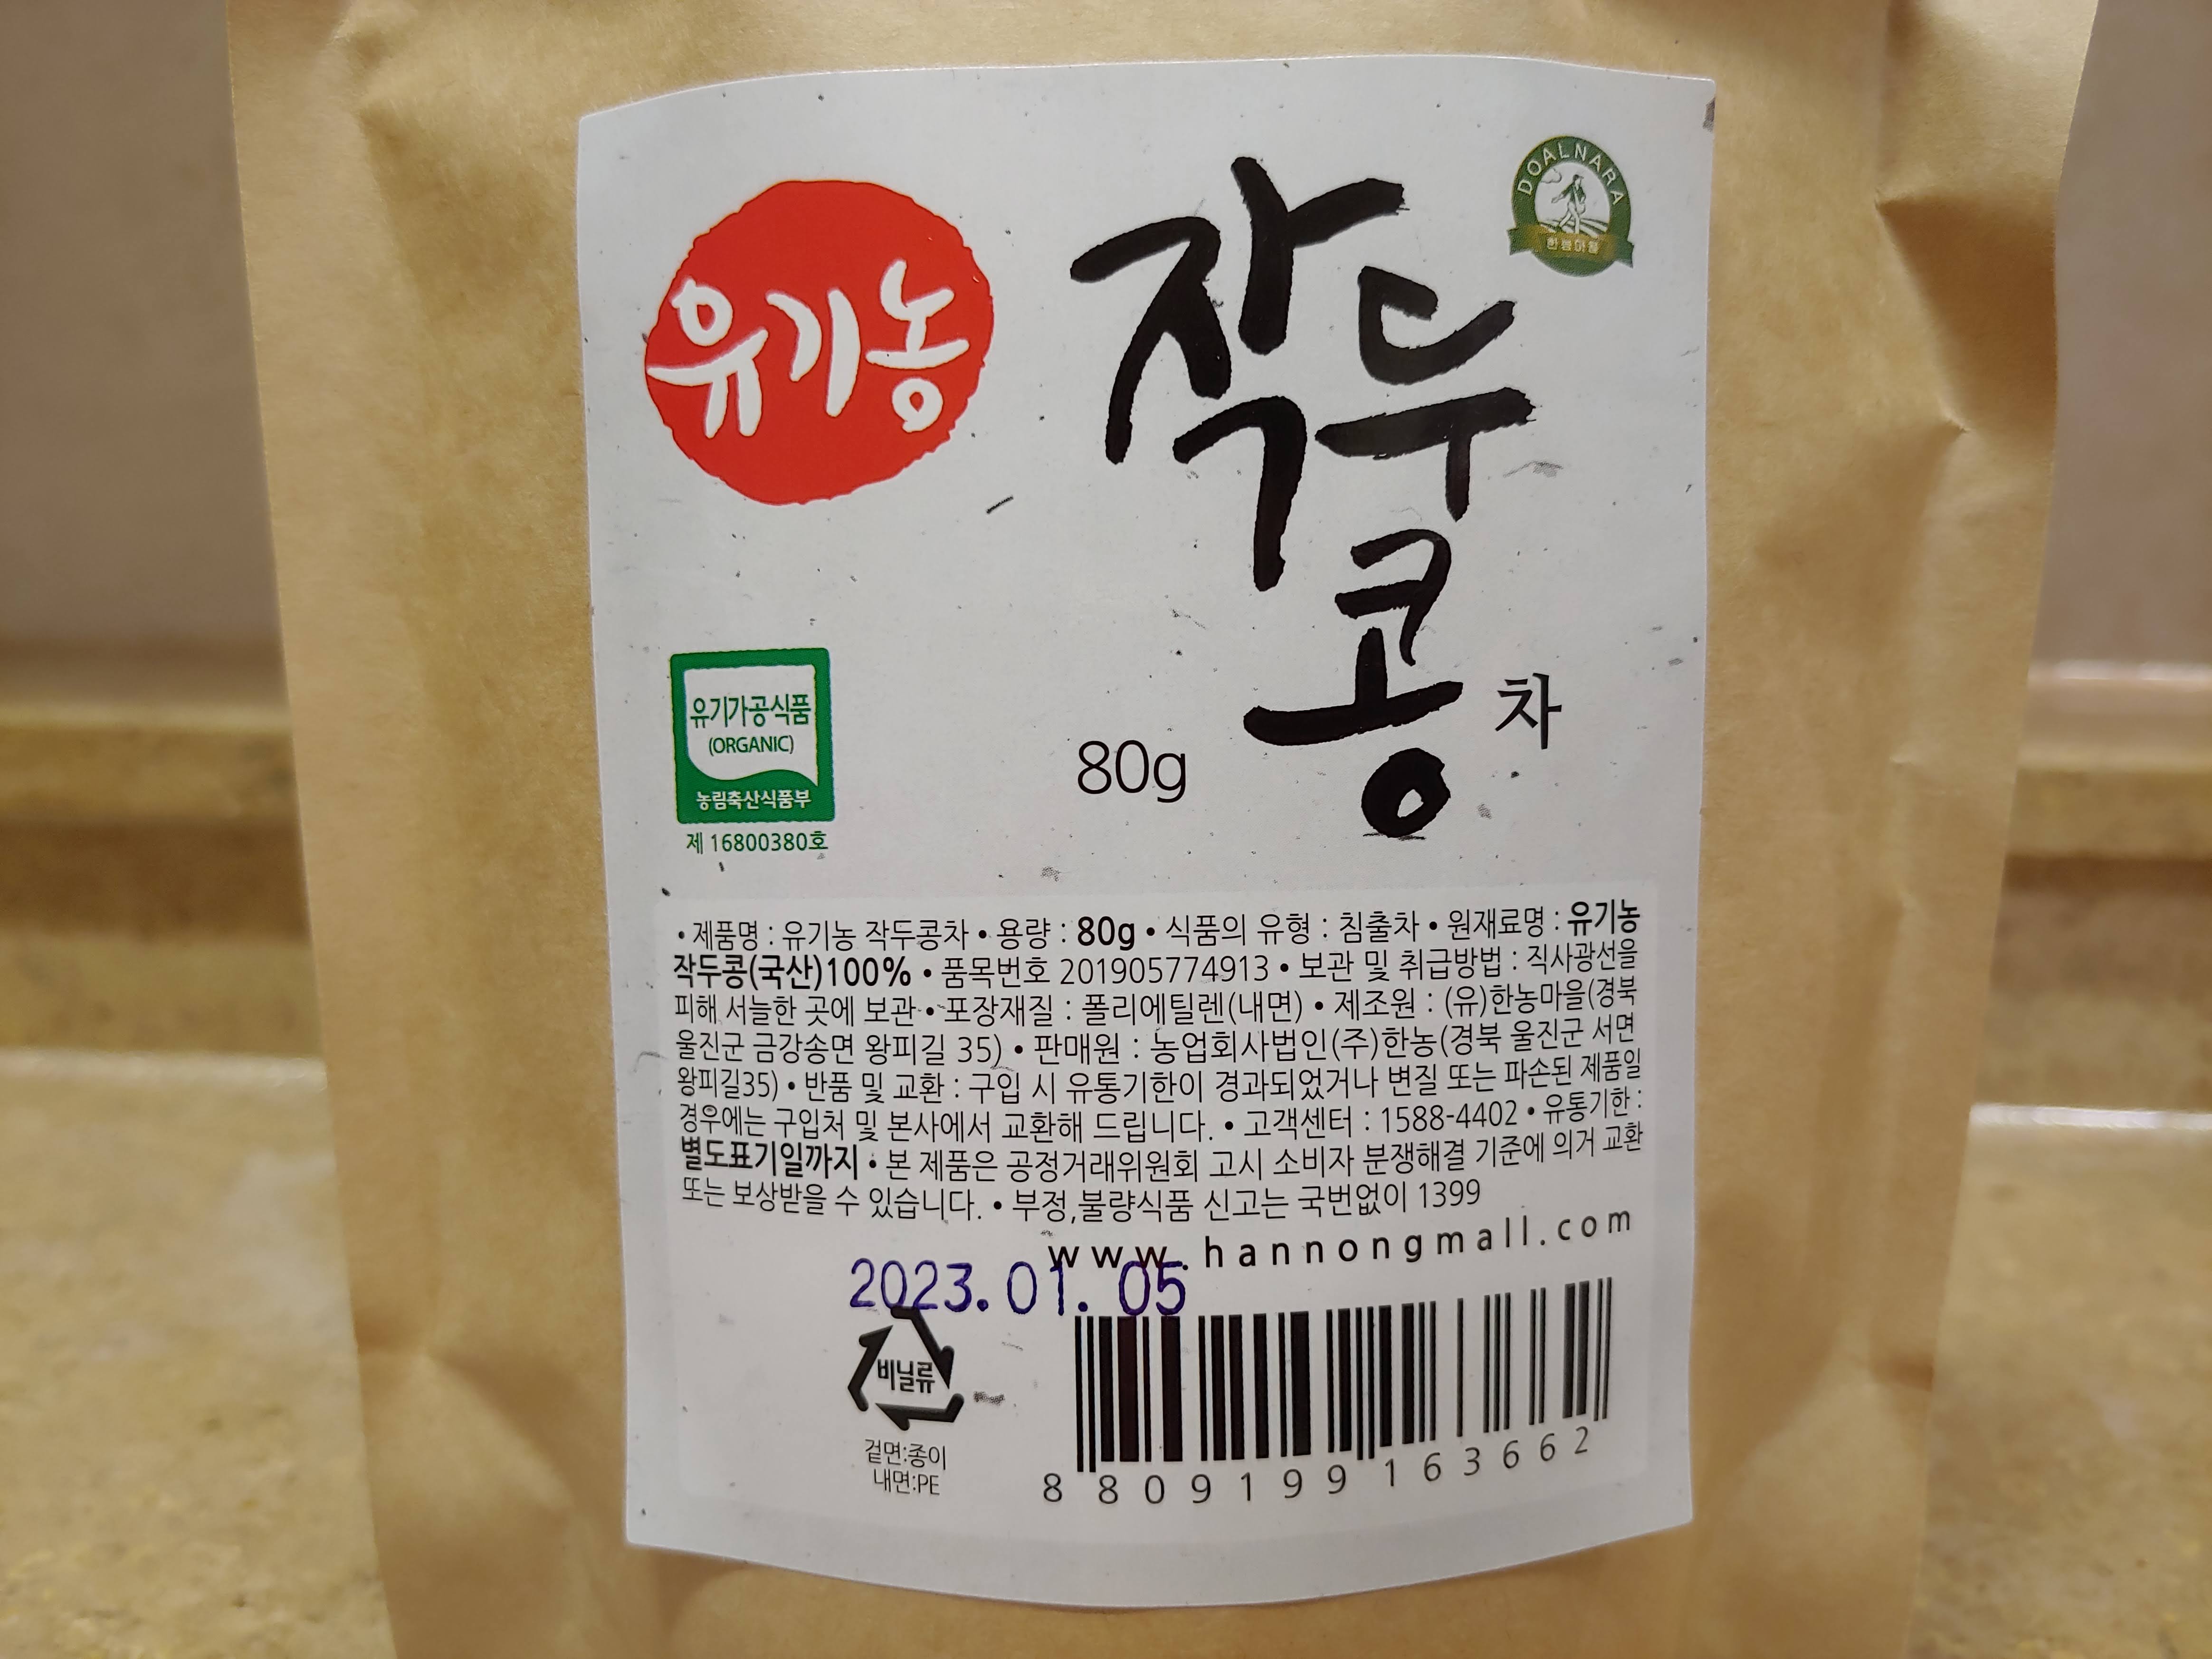 유기농
작두
콩
차
DOALNARA
한농마을
80g
유기가공식품
(ORGANIC)
농림축산식품부
제 16800380호
• 제품명 : 유기농 작두콩차 • 용량 : 80g • 식품의 유형 : 침출차 • 원재료명 : 유기농
작두콩(국산)100% • 품목번호 201905774913 • 보관 및 취급방법 : 직사광선을
피해 서늘한 곳에 보관 • 포장재질 : 폴리에틸렌(내면) • 제조원 : (유)한농마을(경북
울진군 금강송면 왕피길 35) • 판매원 : 농업회사법인(주)한농(경북 울진군 서면
왕피길35) • 반품 및 교환 : 구입 시 유통기한이 경과되었거나 변질 또는 파손된 제품일
경우에는 구입처 및 본사에서 교환해 드립니다. • 고객센터 : 1588-4402 • 유통기한 :
별도표기일까지 • 본 제품은 공정거래위원회 고시 소비자 분쟁해결 기준에 의거 교환
또는 보상받을 수 있습니다. • 부정,불량식품 신고는 국번없이 1399
www.hannongmall.com
2023.01.05
비닐류
겉면:종이
내면:PE
8 809199 163662